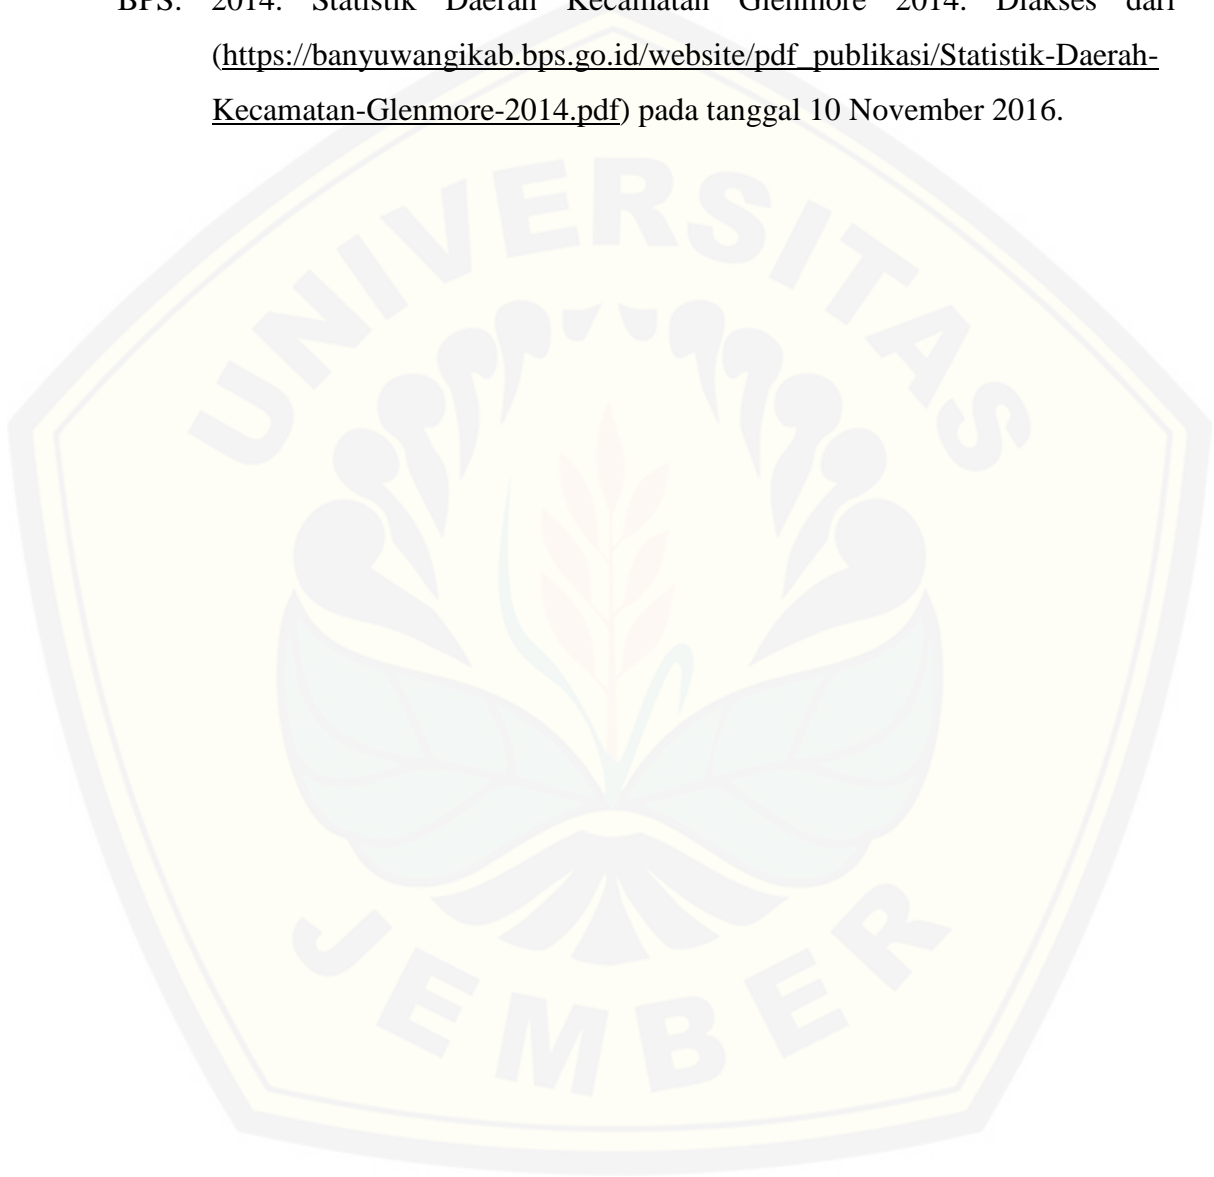 BPS. 2014. Statistik Daerah Kecamatan Glenmore 2014. Diakses dari
(https://banyuwangikab.bps.go.id/website/pdf_publikasi/Statistik-Daerah-
Kecamatan-Glenmore-2014.pdf) pada tanggal 10 November 2016.
UNIVERSITAS
JEMBER